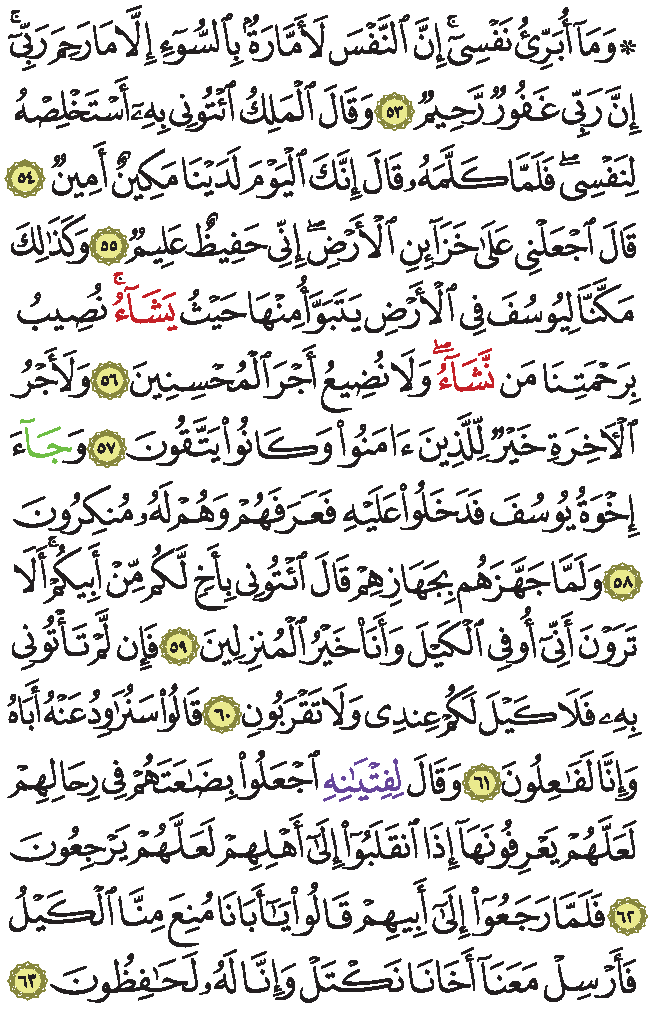 ۞ وَمَآ أُبَرِّئُ نَفْسِىٓ ۚ إِنَّ ٱلنَّفْسَ لَأَمَّارَةٌۢ بِٱلسُّوٓءِ إِلَّا مَا رَحِمَ رَبِّىٓ ۚ
إِنَّ رَبِّى غَفُورٌ رَّحِيمٌ ٥٣ وَقَالَ ٱلْمَلِكُ ٱئْتُونِى بِهِۦٓ أَسْتَخْلِصْهُ
لِنَفْسِى ۖ فَلَمَّا كَلَّمَهُۥ قَالَ إِنَّكَ ٱلْيَوْمَ لَدَيْنَا مَكِينٌ أَمِينٌ ٥٤
قَالَ ٱجْعَلْنِى عَلَىٰ خَزَآئِنِ ٱلْأَرْضِ ۖ إِنِّى حَفِيظٌ عَلِيمٌ ٥٥ وَكَذَٰلِكَ
مَكَّنَّا لِيُوسُفَ فِى ٱلْأَرْضِ يَتَبَوَّأُ مِنْهَا حَيْثُ يَشَآءُ ۚ نُصِيبُ
بِرَحْمَتِنَا مَن نَّشَآءُ ۖ وَلَا نُضِيعُ أَجْرَ ٱلْمُحْسِنِينَ ٥٦ وَلَأَجْرُ
ٱلْـَٔاخِرَةِ خَيْرٌ لِّلَّذِينَ ءَامَنُوا۟ وَكَانُوا۟ يَتَّقُونَ ٥٧ وَجَآءَ
إِخْوَةُ يُوسُفَ فَدَخَلُوا۟ عَلَيْهِ فَعَرَفَهُمْ وَهُمْ لَهُۥ مُنكِرُونَ
٥٨ وَلَمَّا جَهَّزَهُم بِجَهَازِهِمْ قَالَ ٱئْتُونِى بِأَخٍ لَّكُم مِّنْ أَبِيكُمْ ۚ أَلَا
تَرَوْنَ أَنِّىٓ أُوفِى ٱلْكَيْلَ وَأَنَا۠ خَيْرُ ٱلْمُنزِلِينَ ٥٩ فَإِن لَّمْ تَأْتُونِى
بِهِۦ فَلَا كَيْلَ لَكُمْ عِندِى وَلَا تَقْرَبُونِ ٦٠ قَالُوا۟ سَنُرَٰوِدُ عَنْهُ أَبَاهُ
وَإِنَّا لَفَٰعِلُونَ ٦١ وَقَالَ لِفِتْيَٰنِهِ ٱجْعَلُوا۟ بِضَٰعَتَهُمْ فِى رِحَالِهِمْ
لَعَلَّهُمْ يَعْرِفُونَهَآ إِذَا ٱنقَلَبُوٓا۟ إِلَىٰٓ أَهْلِهِمْ لَعَلَّهُمْ يَرْجِعُونَ
٦٢ فَلَمَّا رَجَعُوٓا۟ إِلَىٰٓ أَبِيهِمْ قَالُوا۟ يَٰٓأَبَانَا مُنِعَ مِنَّا ٱلْكَيْلُ
فَأَرْسِلْ مَعَنَآ أَخَانَا نَكْتَلْ وَإِنَّا لَهُۥ لَحَٰفِظُونَ ٦٣